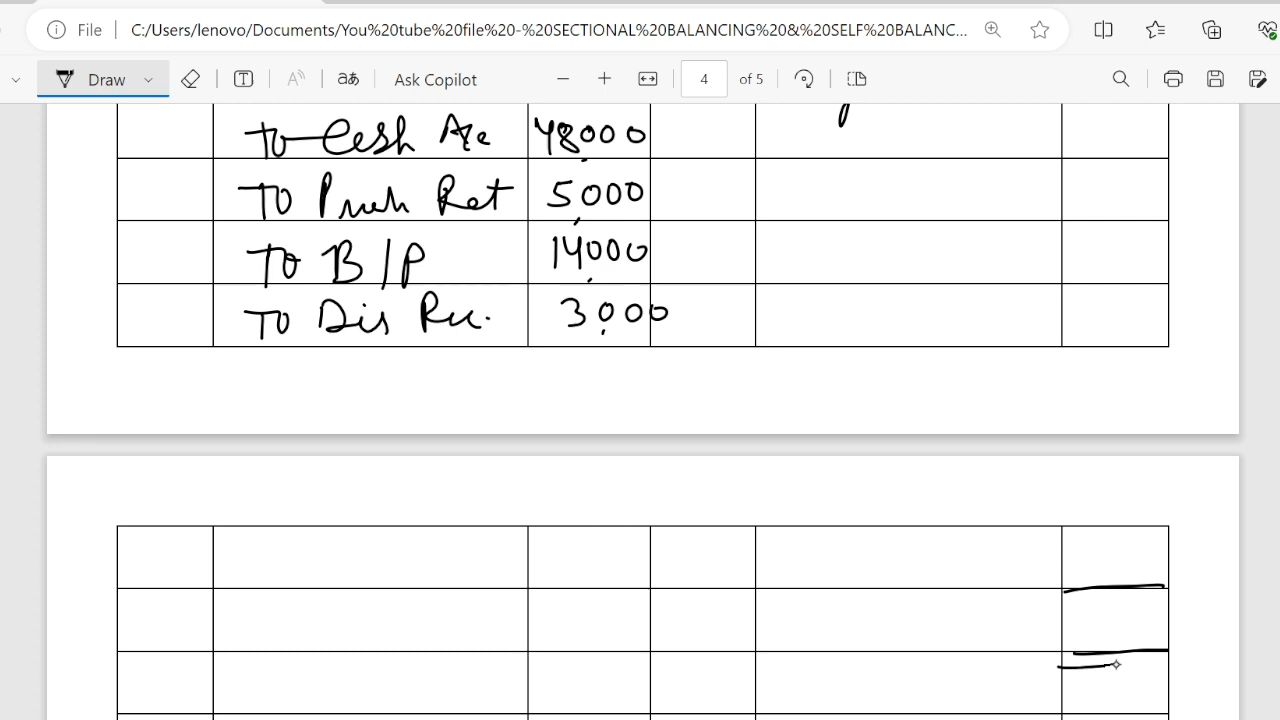 File C:/Users/lenovo/Documents/You%20tube%20file%20-%20SECTIONAL%20BALANCING%20&%20SELF%20BALANC...
Draw Ask Copilot 4 of 5
To Cash A/c 48000
To Purch Ret 5000
To B/P 14000
To Dis Rec. 3000